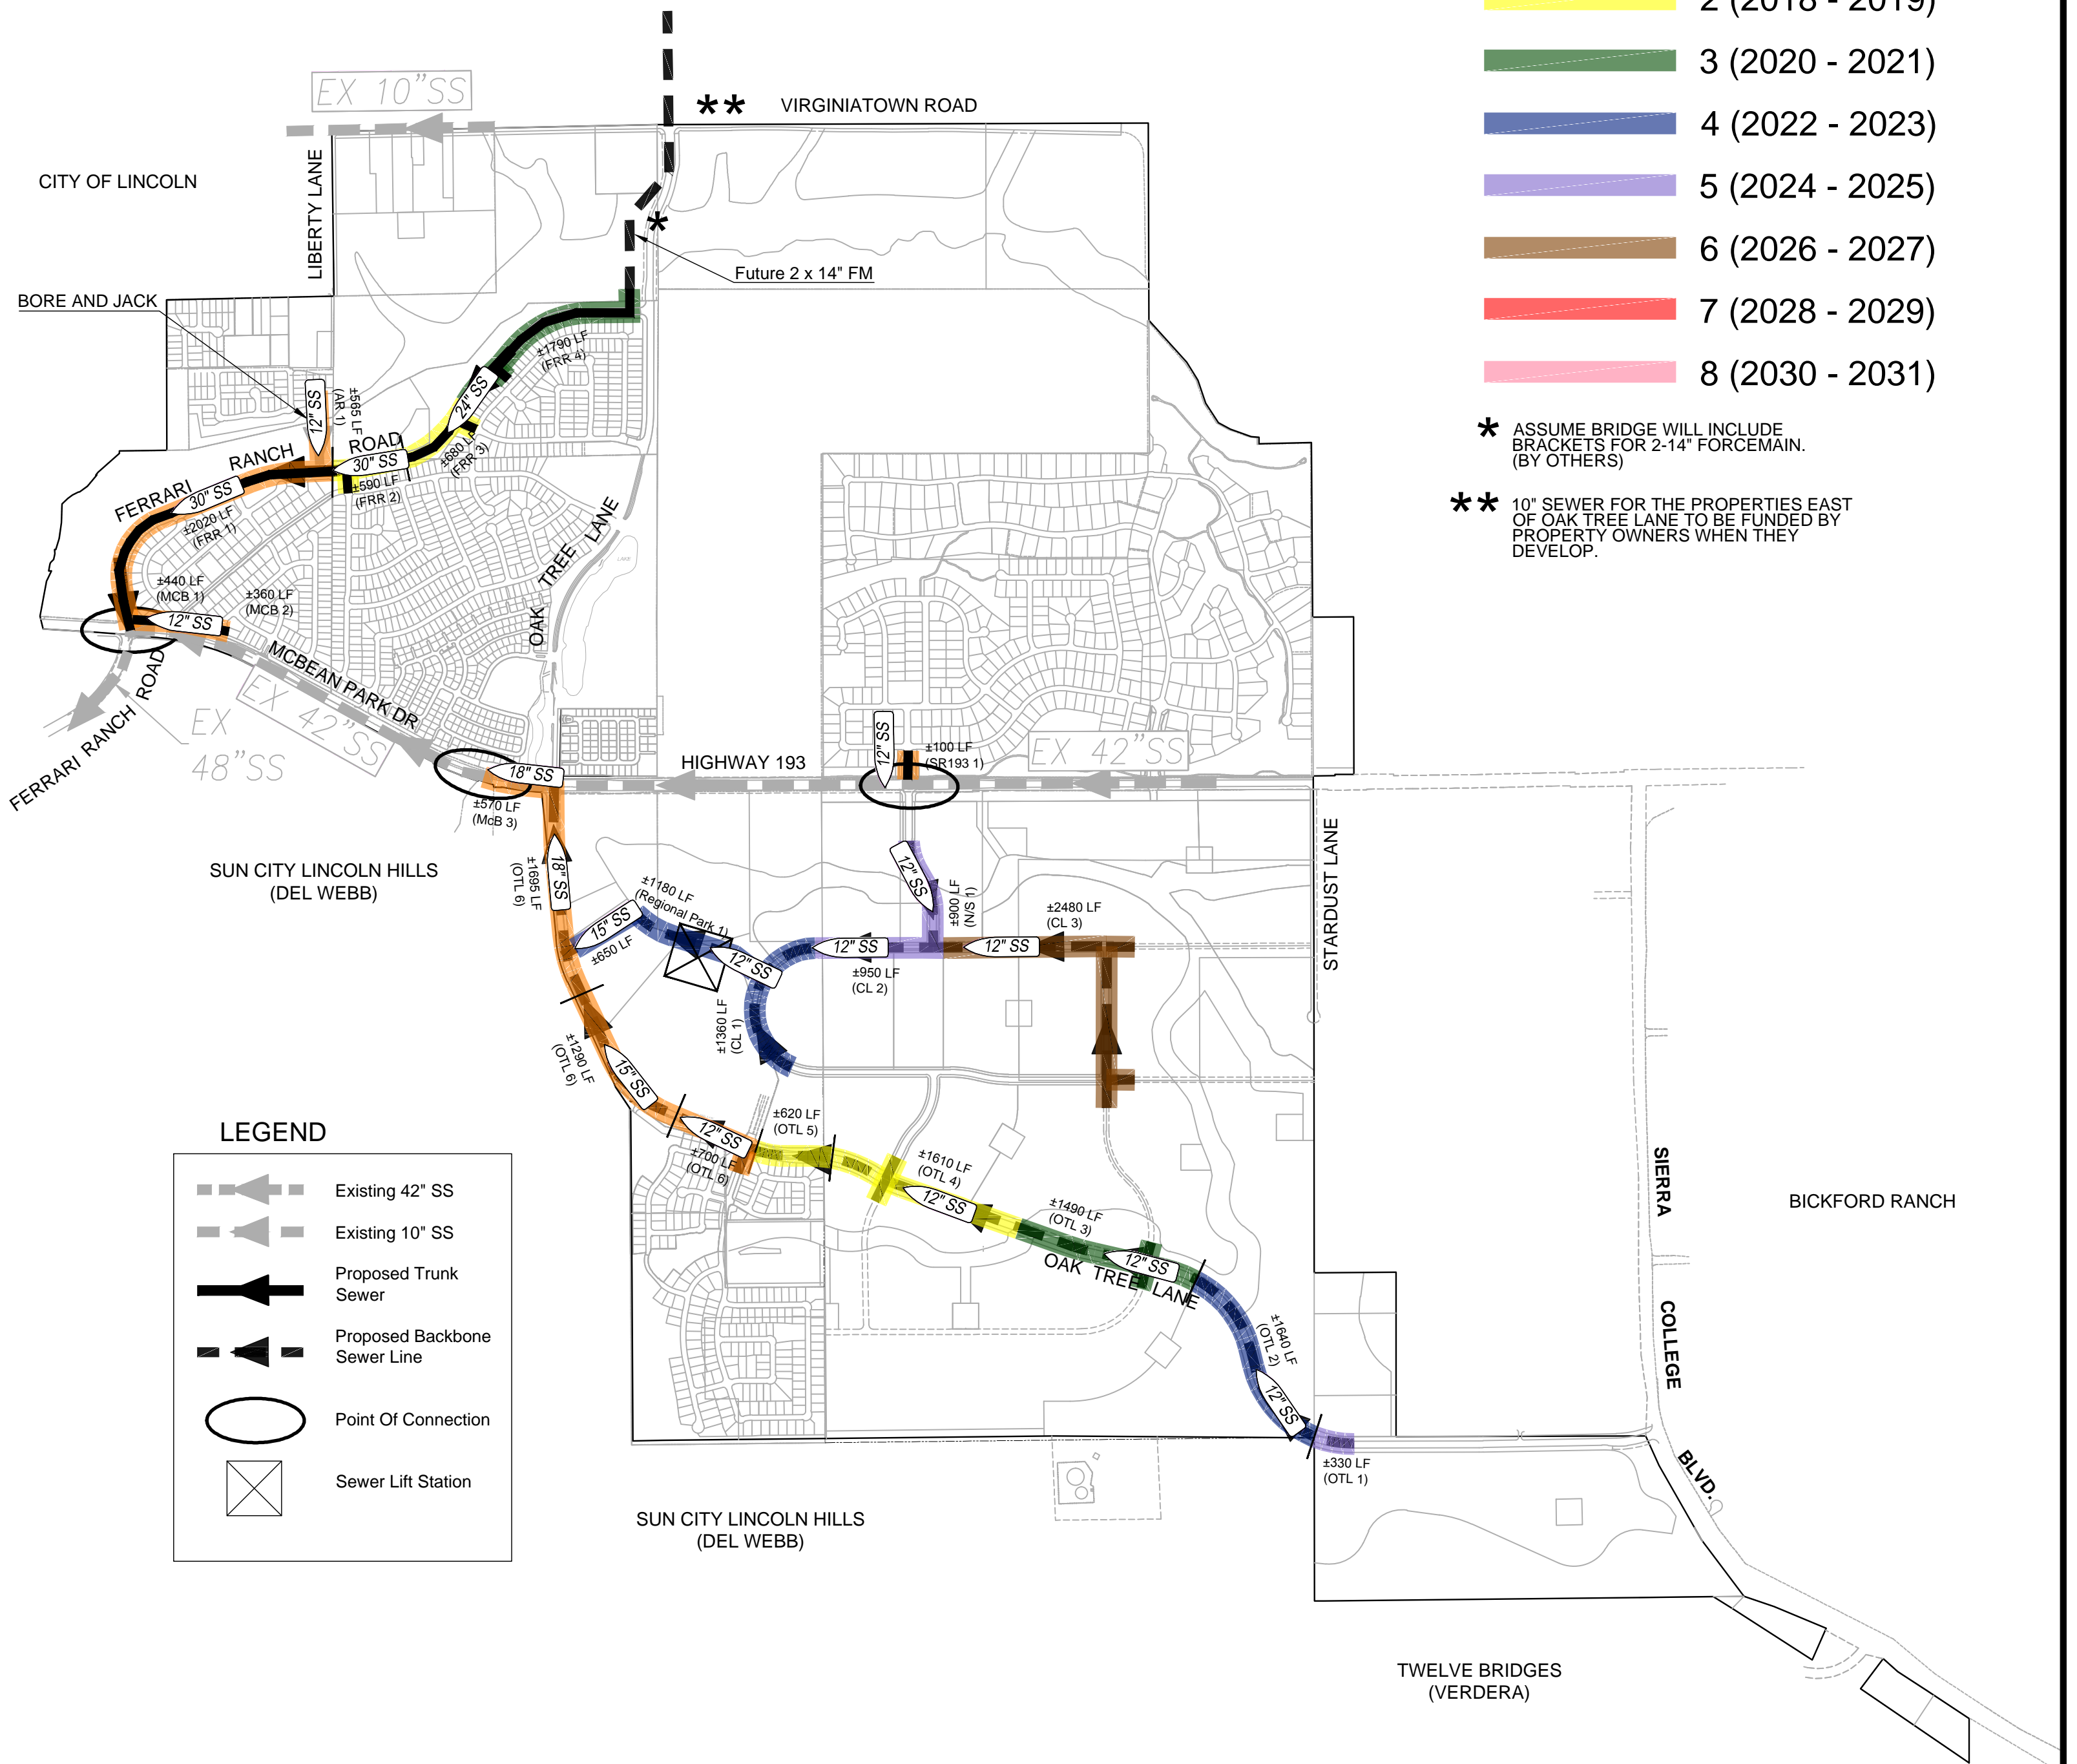 2 (2018 - 2019)
3 (2020 - 2021)
4 (2022 - 2023)
5 (2024 - 2025)
6 (2026 - 2027)
7 (2028 - 2029)
8 (2030 - 2031)
* ASSUME BRIDGE WILL INCLUDE
BRACKETS FOR 2-14" FORCEMAIN.
(BY OTHERS)
** 10" SEWER FOR THE PROPERTIES EAST
OF OAK TREE LANE TO BE FUNDED BY
PROPERTY OWNERS WHEN THEY
DEVELOP.
EX 10"SS
** VIRGINIATOWN ROAD
CITY OF LINCOLN
LIBERTY LANE
*
Future 2 x 14" FM
BORE AND JACK
±1790 LF
(FRR 4)
24" SS
12" SS
±565 LF
(AR 1)
FERRARI RANCH ROAD
30" SS
±680 LF
(FRR 3)
±590 LF
(FRR 2)
30" SS
±2020 LF
(FRR 1)
±440 LF
(MCB 1)
±360 LF
(MCB 2)
12" SS
OAK TREE LANE
LAKE
MCBEAN PARK DR
EX 42"SS
FERRARI RANCH ROAD
EX
48"SS
18" SS
±570 LF
(McB 3)
HIGHWAY 193
12" SS
±100 LF
(SR193 1)
EX 42"SS
SUN CITY LINCOLN HILLS
(DEL WEBB)
18" SS
±1695 LF
(OTL 6)
±1180 LF
(Regional Park 1)
15" SS
±650 LF
12" SS
12" SS
±900 LF
(N/S 1)
±2480 LF
(CL 3)
12" SS
12" SS
±950 LF
(CL 2)
±1360 LF
(CL 1)
STARDUST LANE
±1290 LF
(OTL 6)
15" SS
12" SS
±700 LF
(OTL 6)
±620 LF
(OTL 5)
±1610 LF
(OTL 4)
12" SS
±1490 LF
(OTL 3)
12" SS
OAK TREE LANE
±1640 LF
(OTL 2)
12" SS
±330 LF
(OTL 1)
SIERRA COLLEGE BLVD.
BICKFORD RANCH
LEGEND
Existing 42" SS
Existing 10" SS
Proposed Trunk
Sewer
Proposed Backbone
Sewer Line
Point Of Connection
Sewer Lift Station
SUN CITY LINCOLN HILLS
(DEL WEBB)
TWELVE BRIDGES
(VERDERA)